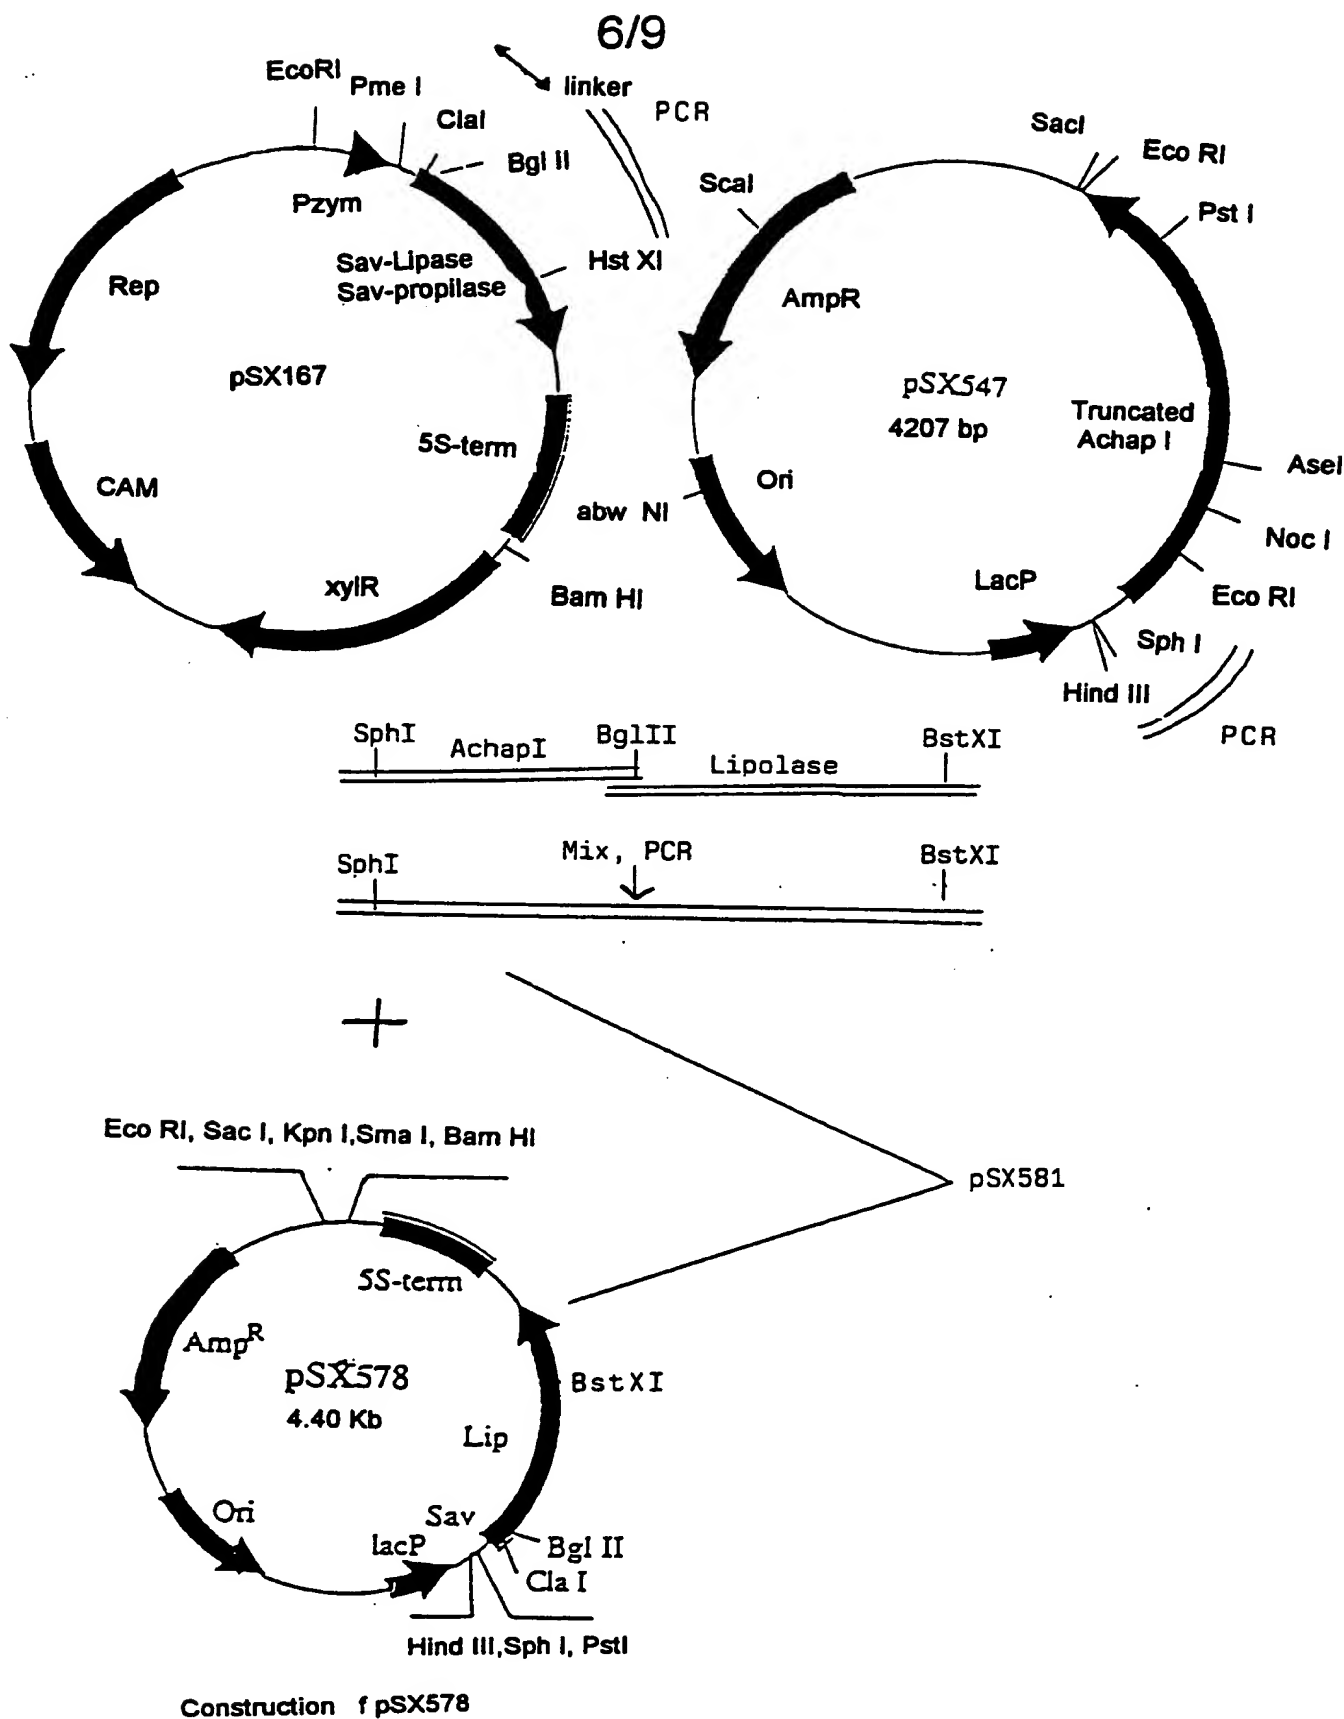 6/9
EcoRI
Pme I
ClaI
Bgl II
linker
PCR
Pzym
Sav-Lipase
Sav-propilase
Hst XI
Rep
pSX167
5S-term
CAM
xylR
Bam HI
SacI
Eco RI
ScaI
Pst I
AmpR
pSX547
4207 bp
Truncated
Achap I
AseI
Ori
abw NI
Noc I
LacP
Eco RI
Sph I
Hind III
PCR
SphI
AchapI
BglII
Lipolase
BstXI
SphI
Mix, PCR
BstXI
+
Eco RI, Sac I, Kpn I,Sma I, Bam HI
pSX581
5S-term
AmpR
pSX578
4.40 Kb
BstXI
Lip
Ori
Sav
lacP
Bgl II
Cla I
Hind III,Sph I, PstI
Construction f pSX578